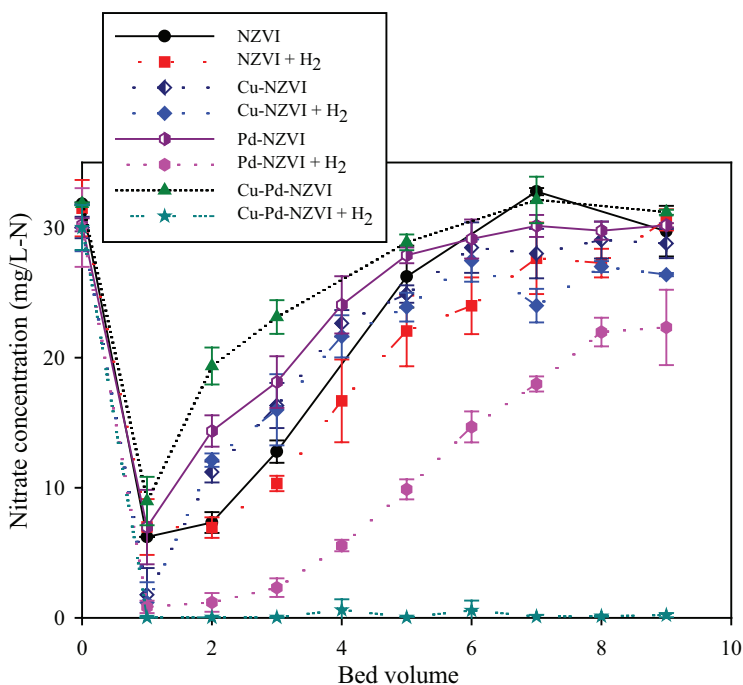 NZVI
NZVI + H2
Cu-NZVI
Cu-NZVI + H2
Pd-NZVI
Pd-NZVI + H2
Cu-Pd-NZVI
Cu-Pd-NZVI + H2
Nitrate concentration (mg/L-N)
30
20
10
0
0 2 4 6 8 10
Bed volume